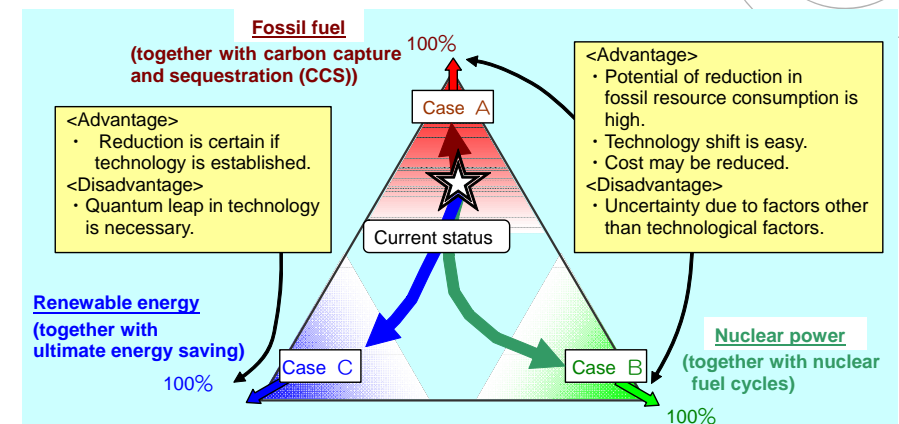 Fossil fuel
(together with carbon capture
and sequestration (CCS))
100%
Case A
<Advantage>
・ Reduction is certain if
technology is established.
<Disadvantage>
・Quantum leap in technology
is necessary.
<Advantage>
・Potential of reduction in
fossil resource consumption is
high.
・Technology shift is easy.
・Cost may be reduced.
<Disadvantage>
・Uncertainty due to factors other
than technological factors.
Current status
Renewable energy
(together with
ultimate energy saving)
100%
Case C
Case B
Nuclear power
(together with nuclear
fuel cycles)
100%